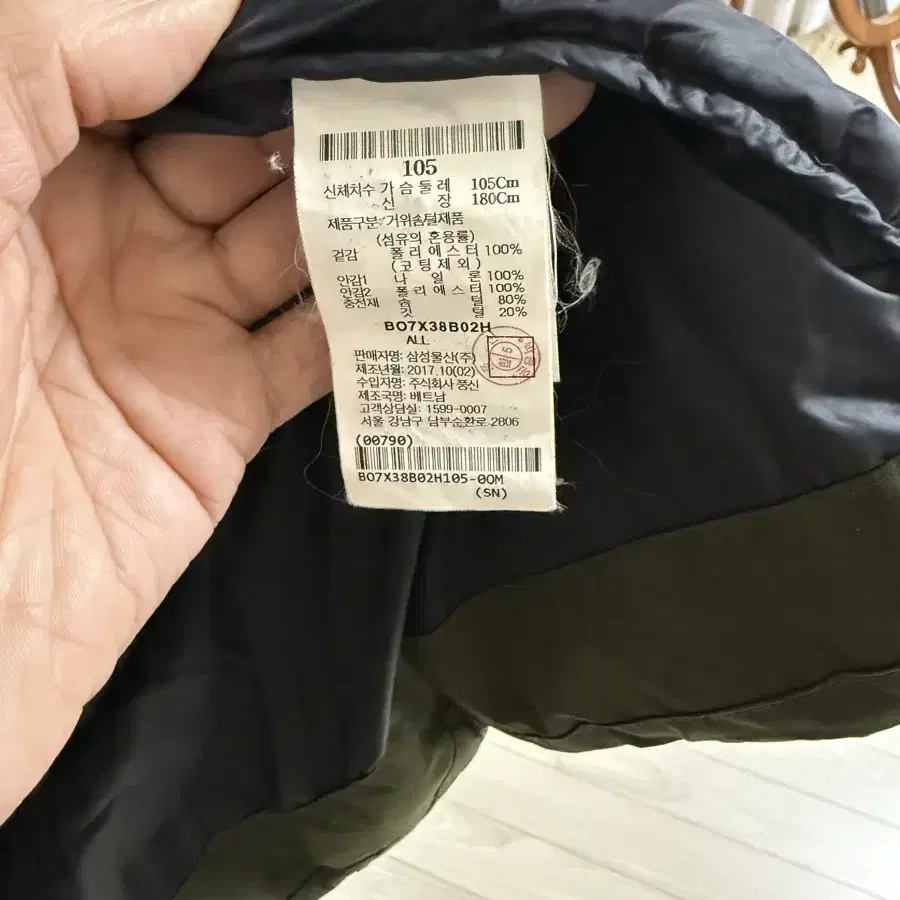 105
신체치수 가 슴 둘 레 105Cm
신 장 180Cm
제품구분: 거위솜털제품
(섬유의 혼용률)
겉감 폴 리 에 스 터 100%
(코 팅 제 외)
안감1 나 일 론 100%
안감2 폴 리 에 스 터 100%
충전재 솜 털 80%
깃 털 20%
BO7X38B02H
ALL
판매자명: 삼성물산(주)
제조년월: 2017.10(02)
수입자명: 주식회사 풍신
제조국명: 베트남
고객상담실: 1599-0007
서울 강남구 남부순환로 2806
(00790)
BO7X38B02H105-0OM
(SN)